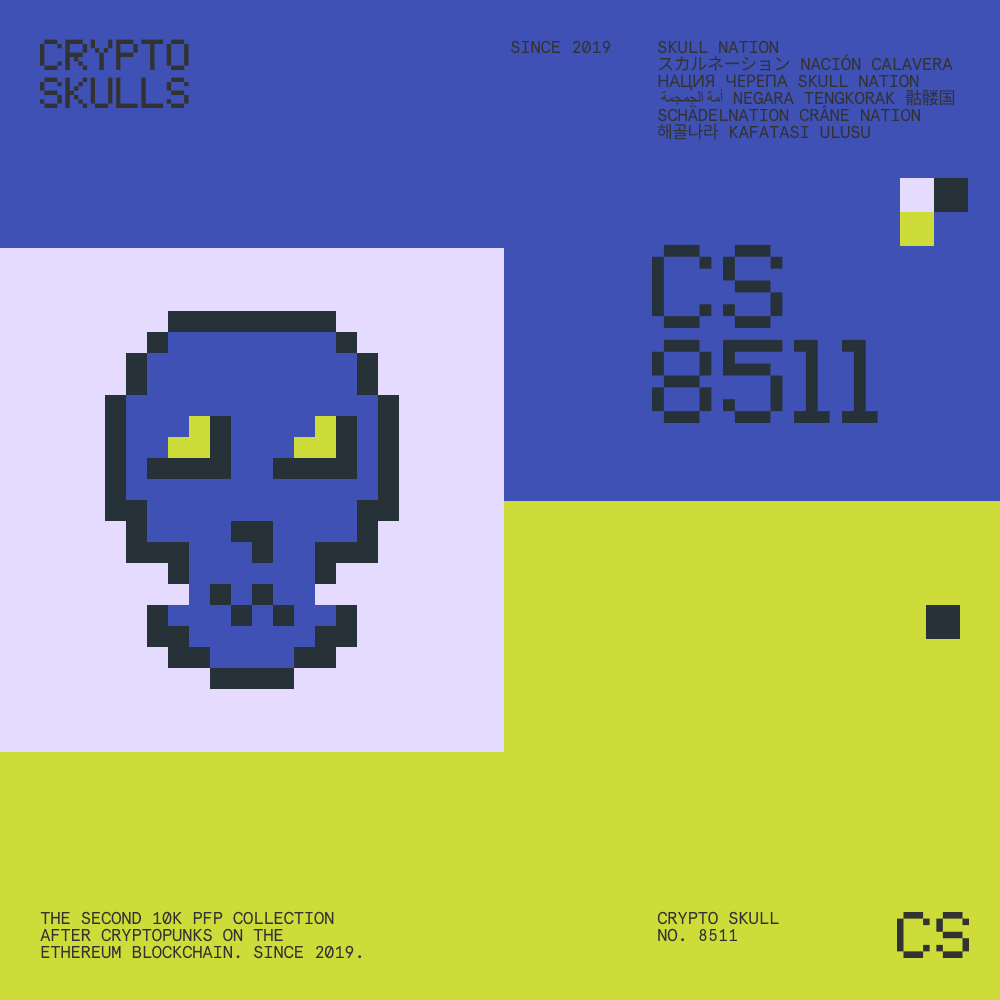 CRYPTO
SKULLS
SINCE 2019
SKULL NATION
スカルネーション NACIÓN CALAVERA
НАЦИЯ ЧЕРЕПА SKULL NATION
أمة الجمجمة NEGARA TENGKORAK 骷髅国
SCHÄDELNATION CRÂNE NATION
해골나라 KAFATASI ULUSU
CS
8511
THE SECOND 10K PFP COLLECTION
AFTER CRYPTOPUNKS ON THE
ETHEREUM BLOCKCHAIN. SINCE 2019.
CRYPTO SKULL
NO. 8511
CS